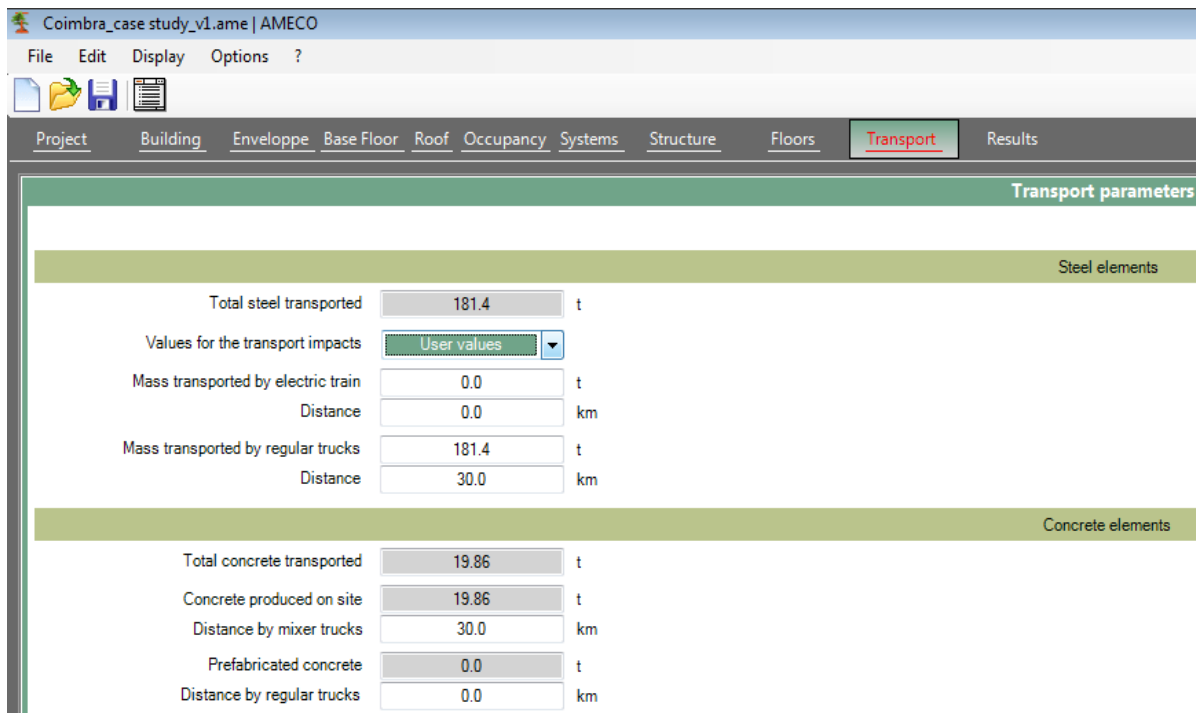 Coimbra_case study_v1.ame | AMECO
File Edit Display Options ?
Project Building Enveloppe Base Floor Roof Occupancy Systems Structure Floors Transport Results
Transport parameters
Steel elements
Total steel transported 181.4 t
Values for the transport impacts User values
Mass transported by electric train 0.0 t
Distance 0.0 km
Mass transported by regular trucks 181.4 t
Distance 30.0 km
Concrete elements
Total concrete transported 19.86 t
Concrete produced on site 19.86 t
Distance by mixer trucks 30.0 km
Prefabricated concrete 0.0 t
Distance by regular trucks 0.0 km